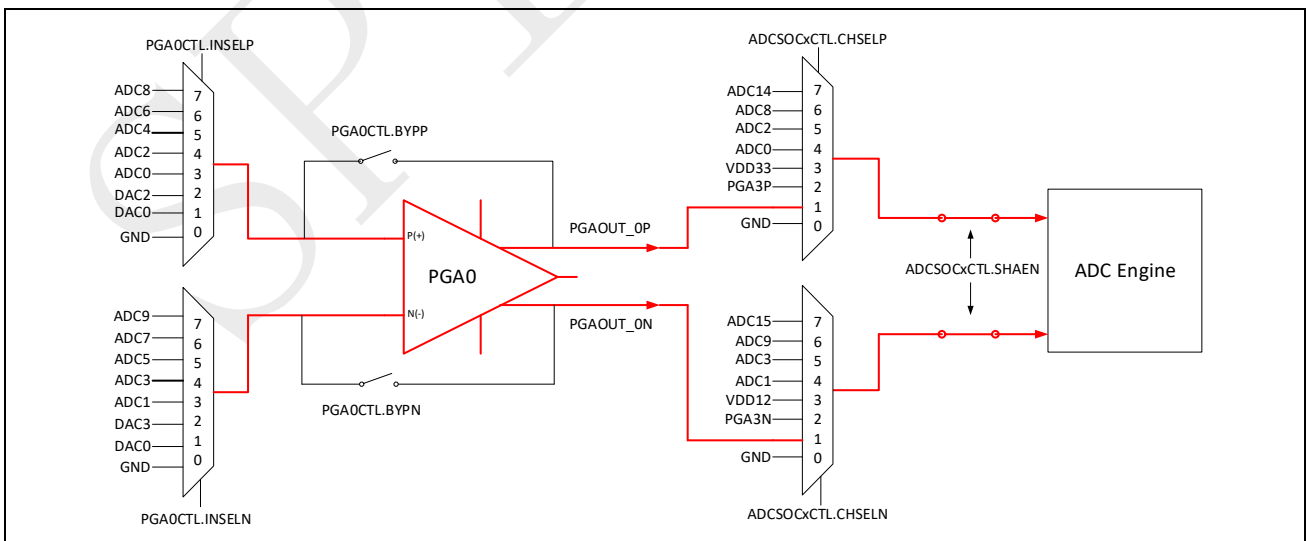 PGA0CTL.INSELP
ADC8 7
ADC6 6
ADC4 5
ADC2 4
ADC0 3
DAC2 2
DAC0 1
GND 0
PGA0CTL.BYPP
P(+)
PGA0
N(-)
PGAOUT_0P
PGAOUT_0N
ADC9 7
ADC7 6
ADC5 5
ADC3 4
ADC1 3
DAC3 2
DAC0 1
GND 0
PGA0CTL.BYPN
PGA0CTL.INSELN
ADCSOCxCTL.CHSELP
ADC14 7
ADC8 6
ADC2 5
ADC0 4
VDD33 3
PGA3P 2
1
GND 0
ADCSOCxCTL.SHAEN
ADC Engine
ADC15 7
ADC9 6
ADC3 5
ADC1 4
VDD12 3
PGA3N 2
1
GND 0
ADCSOCxCTL.CHSELN